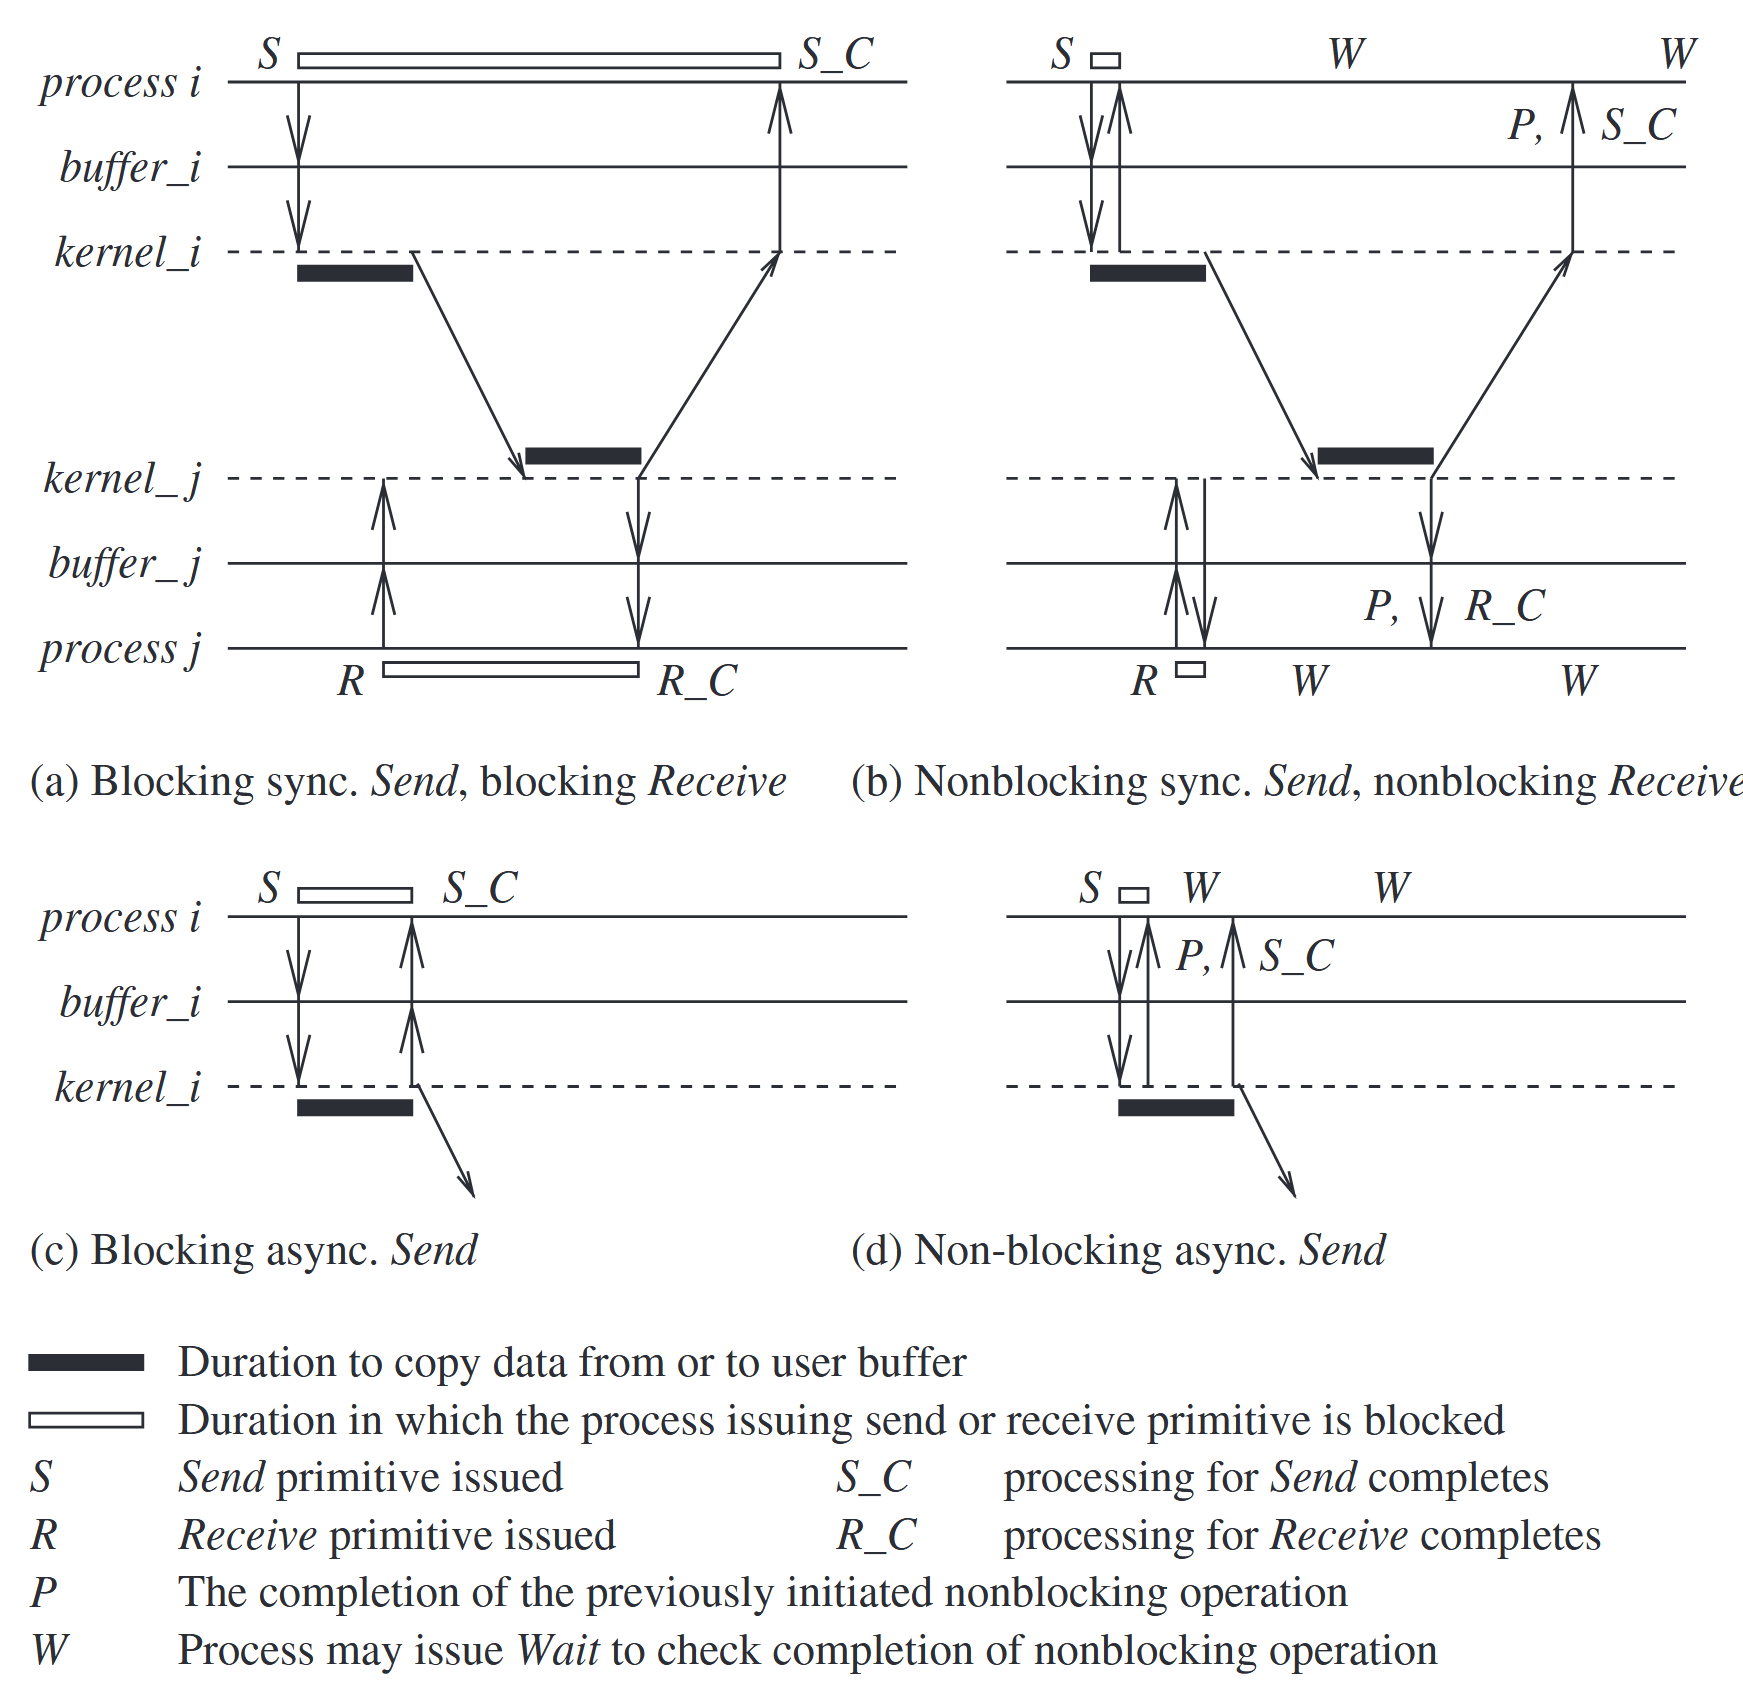 S S_C S W W
process i
P, S_C
buffer_i
kernel_i
kernel_j
buffer_j
P, R_C
process j
R R_C R W W
(a) Blocking sync. Send, blocking Receive (b) Nonblocking sync. Send, nonblocking Receive
S S_C S W W
process i
P, S_C
buffer_i
kernel_i
(c) Blocking async. Send (d) Non-blocking async. Send
Duration to copy data from or to user buffer
Duration in which the process issuing send or receive primitive is blocked
S Send primitive issued S_C processing for Send completes
R Receive primitive issued R_C processing for Receive completes
P The completion of the previously initiated nonblocking operation
W Process may issue Wait to check completion of nonblocking operation